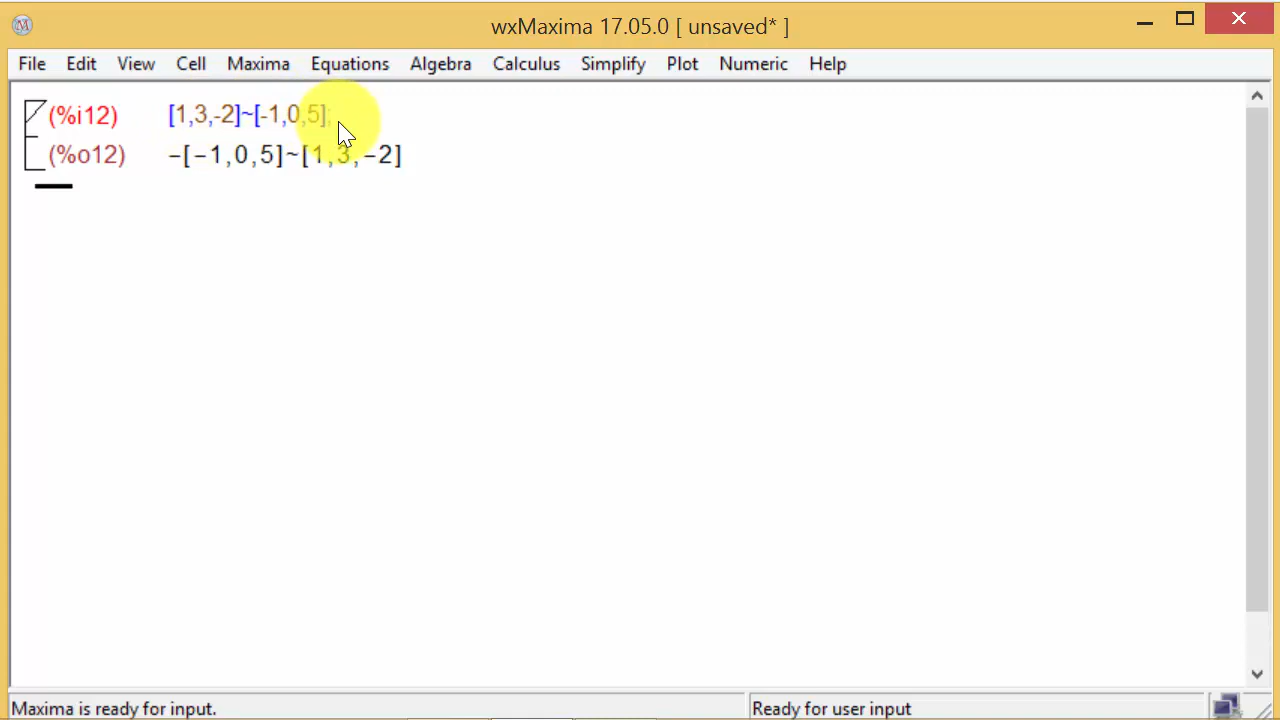 wxMaxima 17.05.0 [ unsaved* ]
File Edit View Cell Maxima Equations Algebra Calculus Simplify Plot Numeric Help
(%i12) [1,3,-2]~[-1,0,5];
(%o12) −[−1,0,5]~[1,3,−2]
Maxima is ready for input. Ready for user input